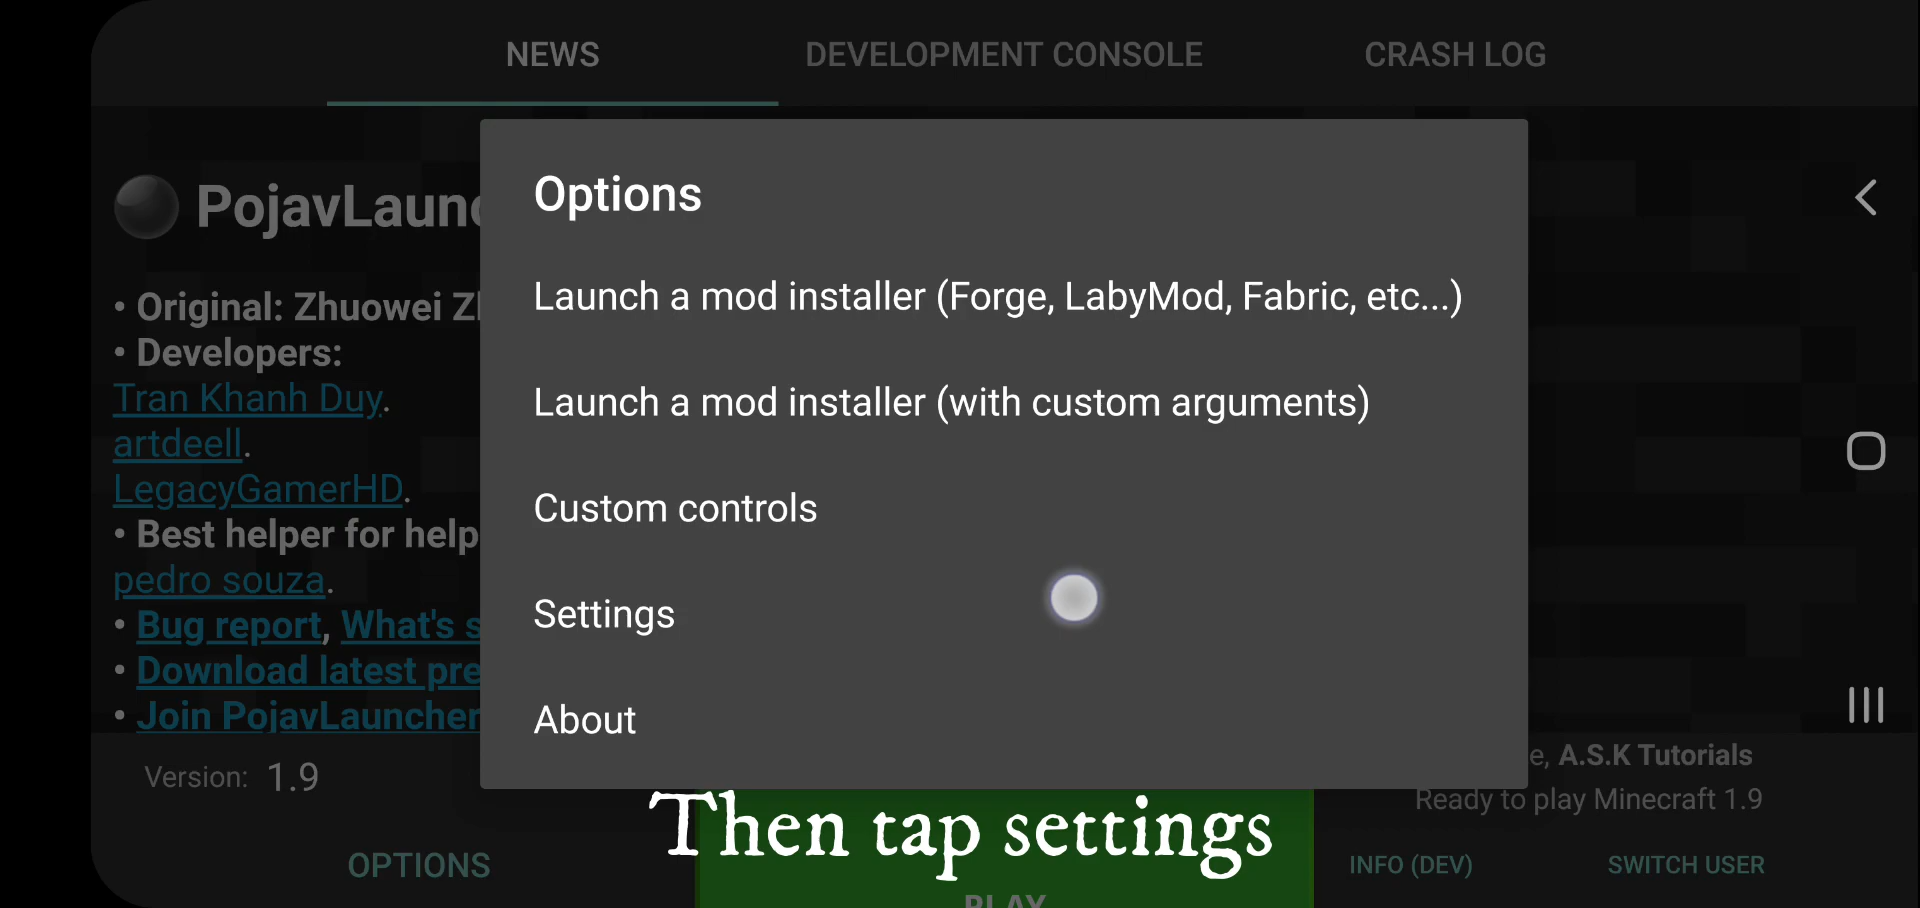 NEWS
DEVELOPMENT CONSOLE
CRASH LOG
PojavLaunc
• Original: Zhuowei Z
• Developers:
Tran Khanh Duy.
artdeell.
LegacyGamerHD.
• Best helper for help
pedro souza.
• Bug report, What's s
• Download latest pre
• Join PojavLauncher
Options
Launch a mod installer (Forge, LabyMod, Fabric, etc...)
Launch a mod installer (with custom arguments)
Custom controls
Settings
About
Version: 1.9
e, A.S.K Tutorials
Ready to play Minecraft 1.9
Then tap settings
OPTIONS
PLAY
INFO (DEV)
SWITCH USER